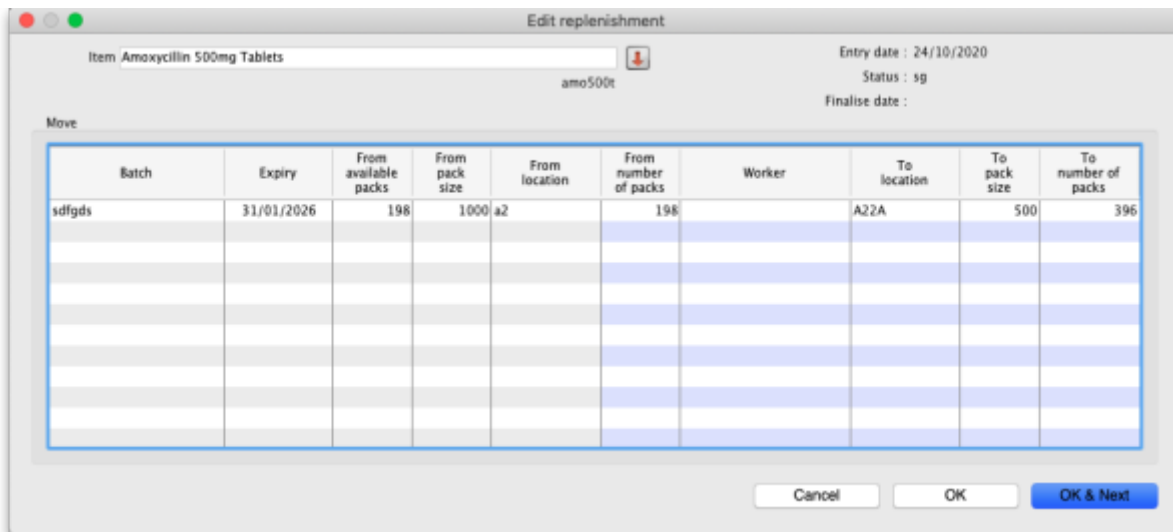 Edit replenishment
Item Amoxycillin 500mg Tablets
amo500t
Entry date : 24/10/2020
Status : sg
Finalise date :
Move
Batch Expiry From available packs From pack size From location From number of packs Worker To location To pack size To number of packs
sdfgds 31/01/2026 198 1000 a2 198 A22A 500 396
Cancel OK OK & Next